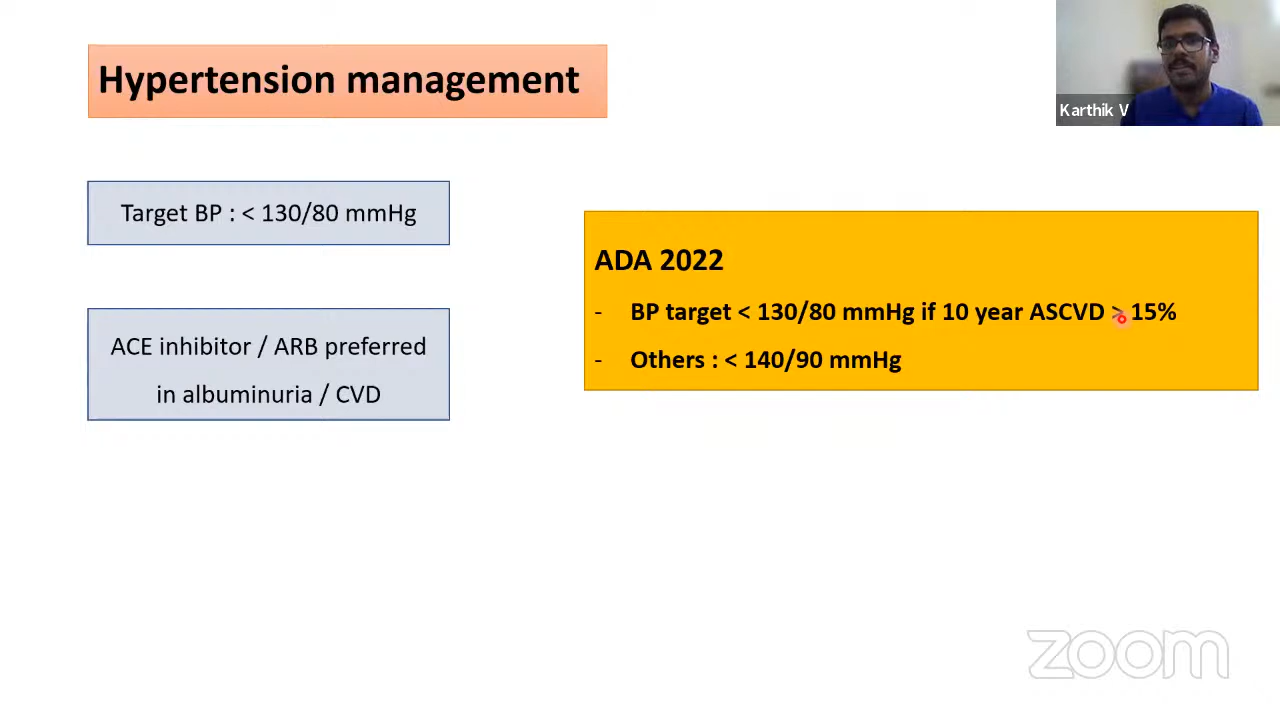 Hypertension management
Karthik V
Target BP : < 130/80 mmHg
ACE inhibitor / ARB preferred
in albuminuria / CVD
ADA 2022
- BP target < 130/80 mmHg if 10 year ASCVD > 15%
- Others : < 140/90 mmHg
zoom